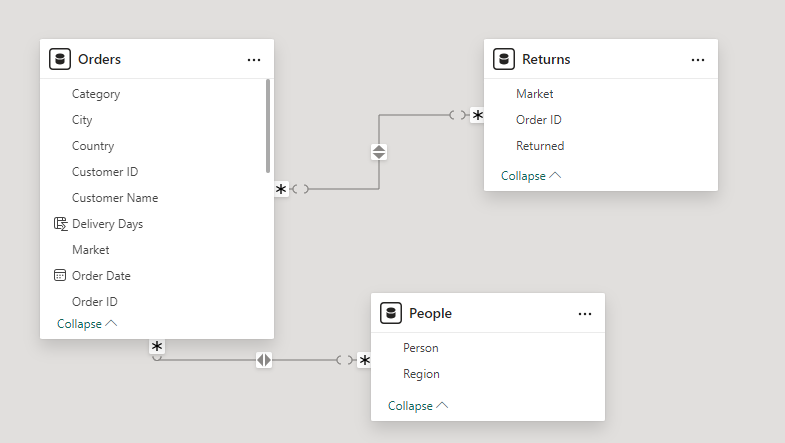 Orders
Category
City
Country
Customer ID
Customer Name
Delivery Days
Market
Order Date
Order ID
Collapse
Returns
Market
Order ID
Returned
Collapse
People
Person
Region
Collapse